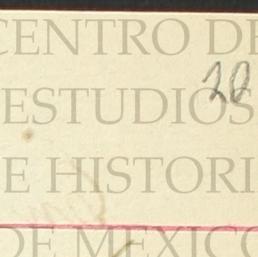 CENTRO DE
20
ESTUDIOS
E HISTORI
DE MEXICO